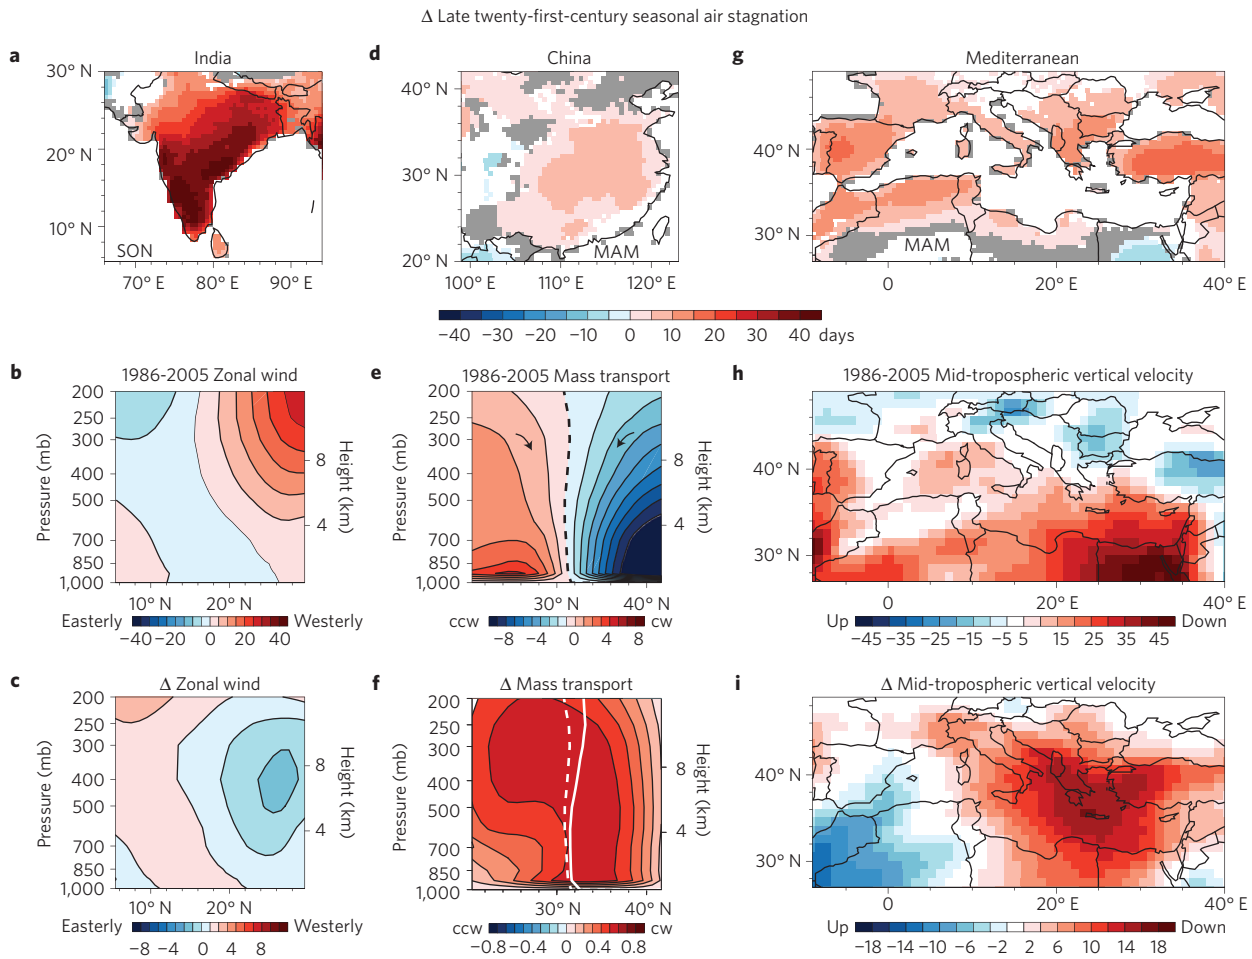 Δ Late twenty-first-century seasonal air stagnation
a
India
30° N
20° N
10° N
SON
70° E
80° E
90° E
d
China
40° N
30° N
20° N
MAM
100° E
110° E
120° E
g
Mediterranean
40° N
30° N
MAM
0
20° E
40° E
−40 −30 −20 −10 0 10 20 30 40 days
b
1986-2005 Zonal wind
Pressure (mb)
200
250
300
400
500
700
850
1,000
Height (km)
8
4
10° N 20° N
Easterly Westerly
−40 −20 0 20 40
e
1986-2005 Mass transport
Pressure (mb)
200
250
300
400
500
700
850
1,000
Height (km)
8
4
30° N 40° N
ccw cw
−8 −4 0 4 8
h
1986-2005 Mid-tropospheric vertical velocity
40° N
30° N
0 20° E 40° E
Up Down
−45 −35 −25 −15 −5 5 15 25 35 45
c
Δ Zonal wind
Pressure (mb)
200
250
300
400
500
700
850
1,000
Height (km)
8
4
10° N 20° N
Easterly Westerly
−8 −4 0 4 8
f
Δ Mass transport
Pressure (mb)
200
250
300
400
500
700
850
1,000
Height (km)
8
4
30° N 40° N
ccw cw
−0.8 −0.4 0 0.4 0.8
i
Δ Mid-tropospheric vertical velocity
40° N
30° N
0 20° E 40° E
Up Down
−18 −14 −10 −6 −2 2 6 10 14 18